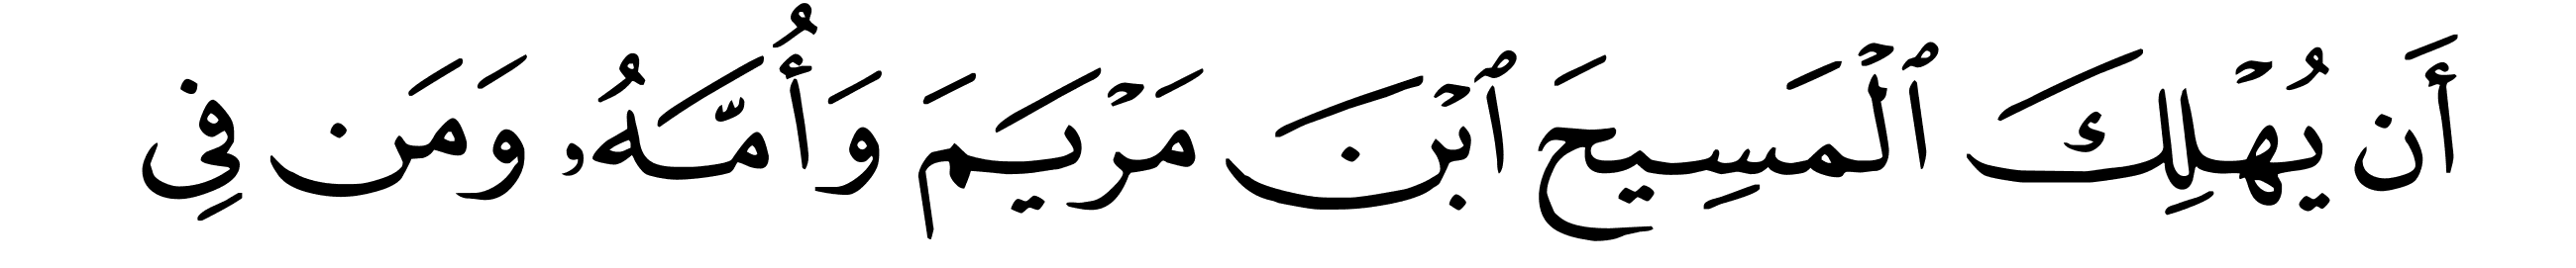 أَن يُهْلِكَ ٱلْمَسِيحَ ٱبْنَ مَرْيَمَ وَأُمَّهُۥ وَمَن فِى